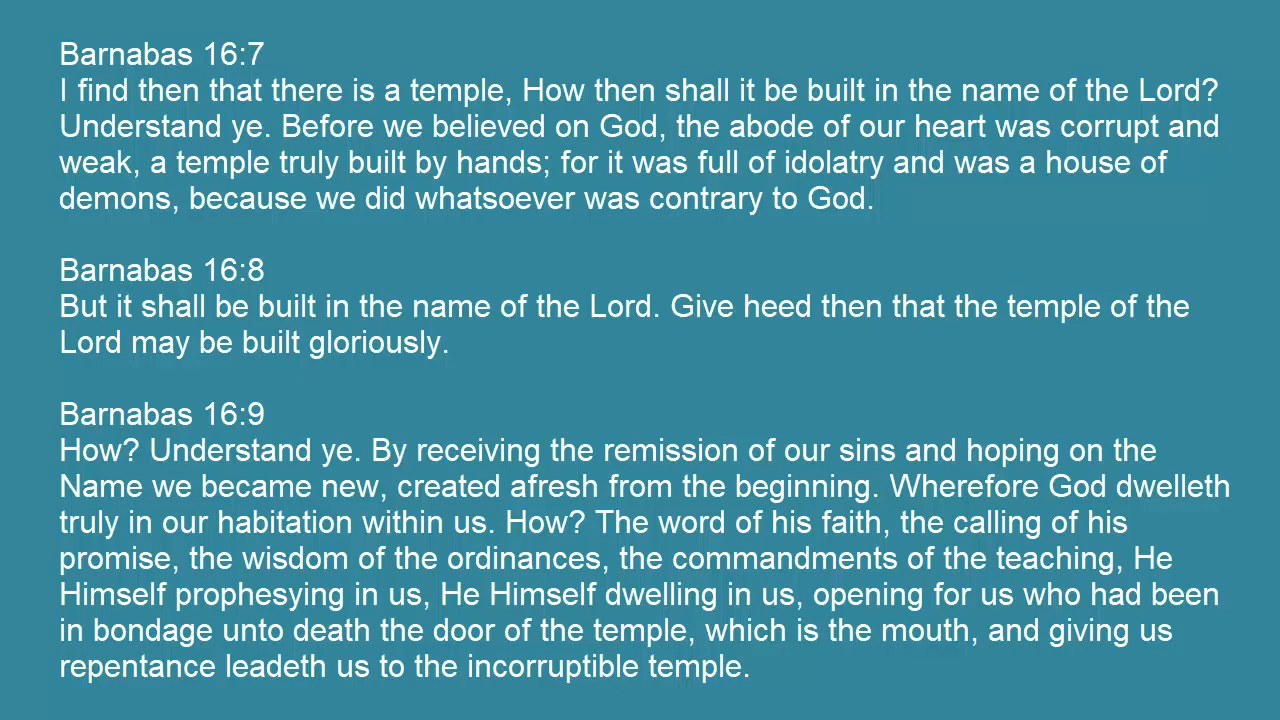 Barnabas 16:7
I find then that there is a temple, How then shall it be built in the name of the Lord?
Understand ye. Before we believed on God, the abode of our heart was corrupt and
weak, a temple truly built by hands; for it was full of idolatry and was a house of
demons, because we did whatsoever was contrary to God.
Barnabas 16:8
But it shall be built in the name of the Lord. Give heed then that the temple of the
Lord may be built gloriously.
Barnabas 16:9
How? Understand ye. By receiving the remission of our sins and hoping on the
Name we became new, created afresh from the beginning. Wherefore God dwelleth
truly in our habitation within us. How? The word of his faith, the calling of his
promise, the wisdom of the ordinances, the commandments of the teaching, He
Himself prophesying in us, He Himself dwelling in us, opening for us who had been
in bondage unto death the door of the temple, which is the mouth, and giving us
repentance leadeth us to the incorruptible temple.